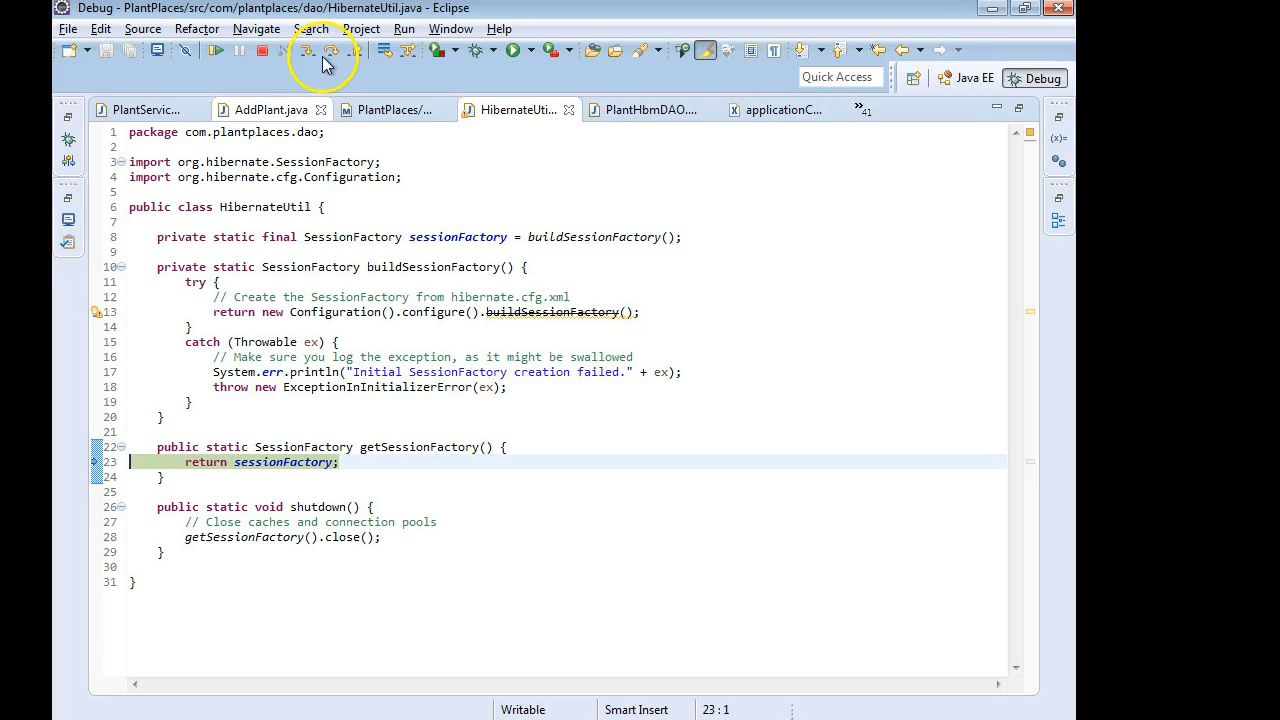 Debug - PlantPlaces/src/com/plantplaces/dao/HibernateUtil.java - Eclipse
File Edit Source Refactor Navigate Search Project Run Window Help
Quick Access Java EE Debug
PlantServic... AddPlant.java PlantPlaces/... HibernateUti... PlantHbmDAO.... applicationC... »41
1 package com.plantplaces.dao;
2
3 import org.hibernate.SessionFactory;
4 import org.hibernate.cfg.Configuration;
5
6 public class HibernateUtil {
7
8 private static final SessionFactory sessionFactory = buildSessionFactory();
9
10 private static SessionFactory buildSessionFactory() {
11 try {
12 // Create the SessionFactory from hibernate.cfg.xml
13 return new Configuration().configure().buildSessionFactory();
14 }
15 catch (Throwable ex) {
16 // Make sure you log the exception, as it might be swallowed
17 System.err.println("Initial SessionFactory creation failed." + ex);
18 throw new ExceptionInInitializerError(ex);
19 }
20 }
21
22 public static SessionFactory getSessionFactory() {
23 return sessionFactory;
24 }
25
26 public static void shutdown() {
27 // Close caches and connection pools
28 getSessionFactory().close();
29 }
30
31 }
Writable Smart Insert 23 : 1